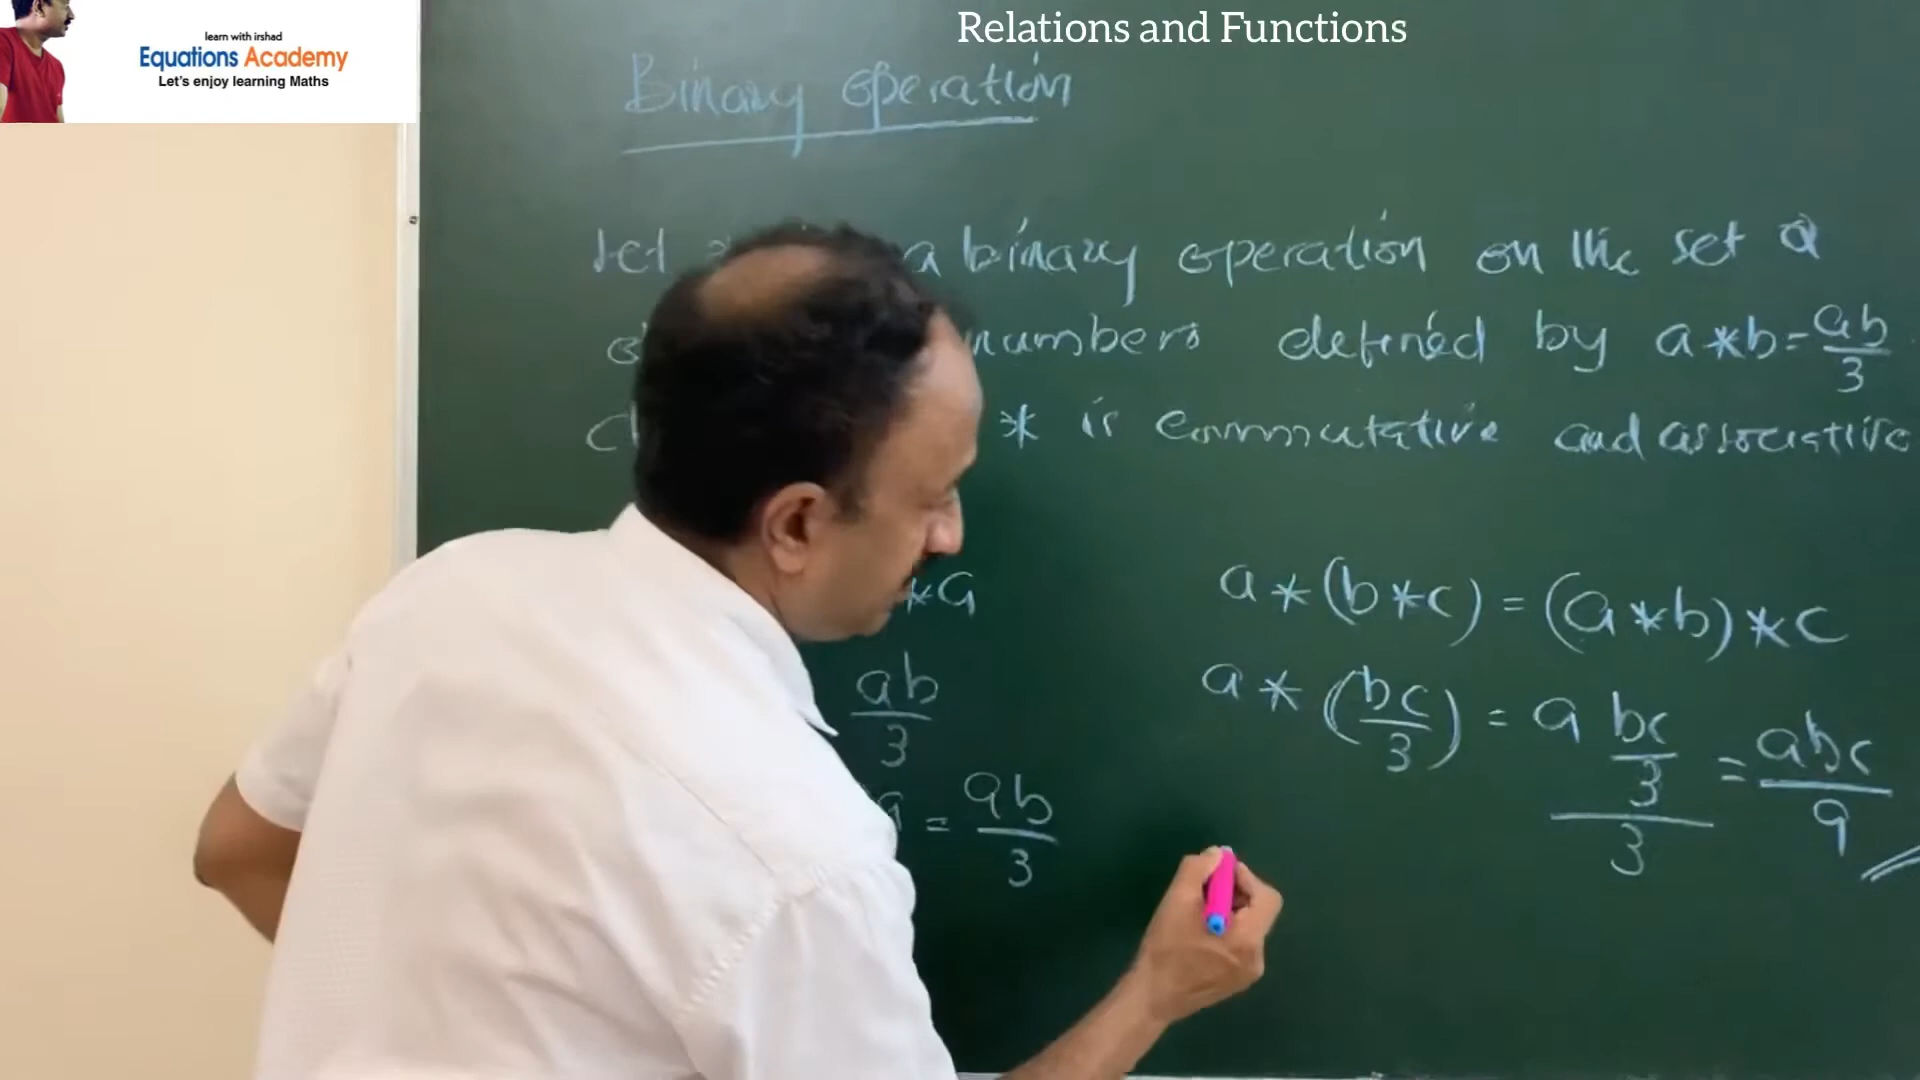 Relations and Functions
learn with irshad
Equations Academy
Let's enjoy learning Maths
Binary operation
Let a binary operation on the set Q
numbers defined by a*b=ab/3.
* is commutative and associative
*a
a*(b*c) = (a*b)*c
ab/3
a*(bc/3) = a bc/3/3 = abc/9
= ab/3